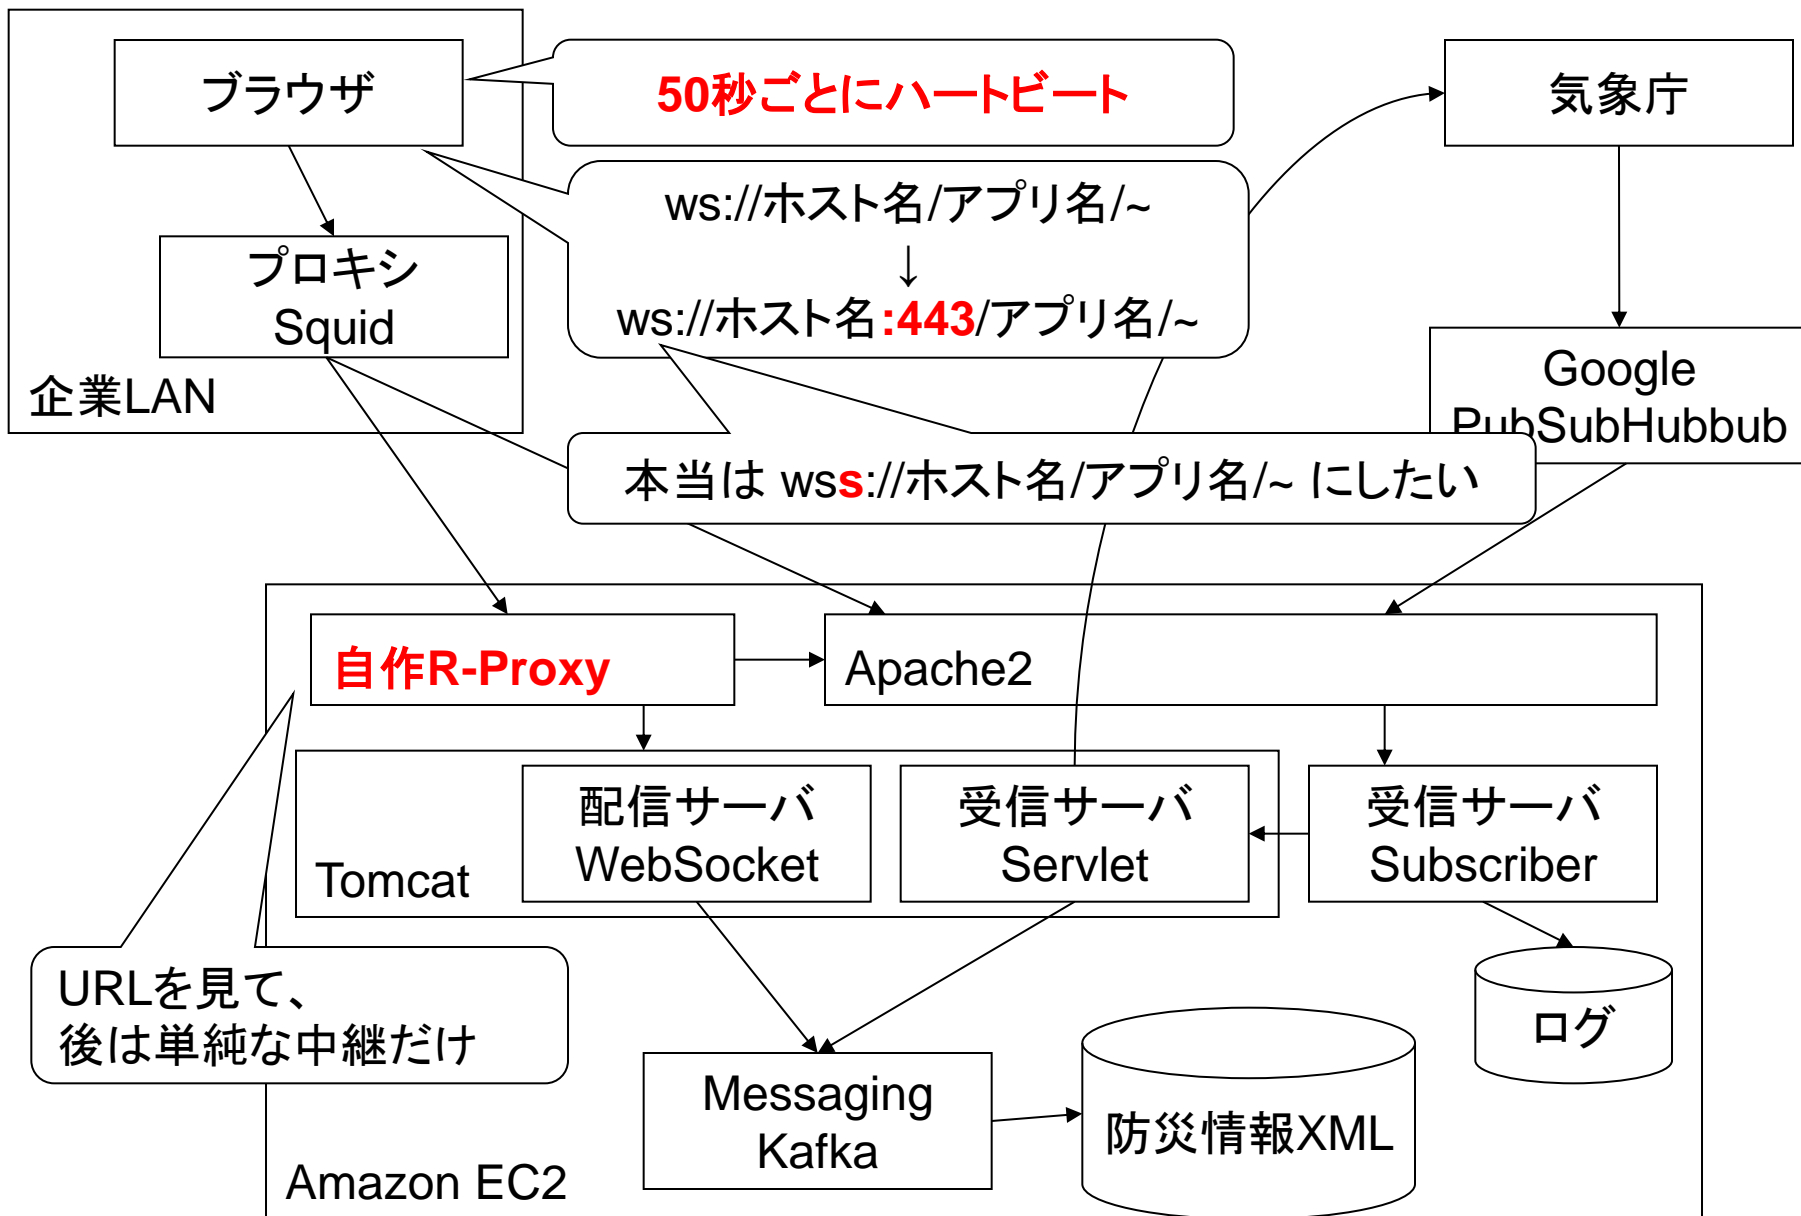 ブラウザ
50秒ごとにハートビート
気象庁
ws://ホスト名/アプリ名/~
↓
ws://ホスト名:443/アプリ名/~
プロキシ
Squid
企業LAN
Google
PubSubHubbub
本当は wss://ホスト名/アプリ名/~ にしたい
自作R-Proxy
Apache2
配信サーバ
WebSocket
受信サーバ
Servlet
受信サーバ
Subscriber
Tomcat
URLを見て、
後は単純な中継だけ
ログ
Messaging
Kafka
防災情報XML
Amazon EC2